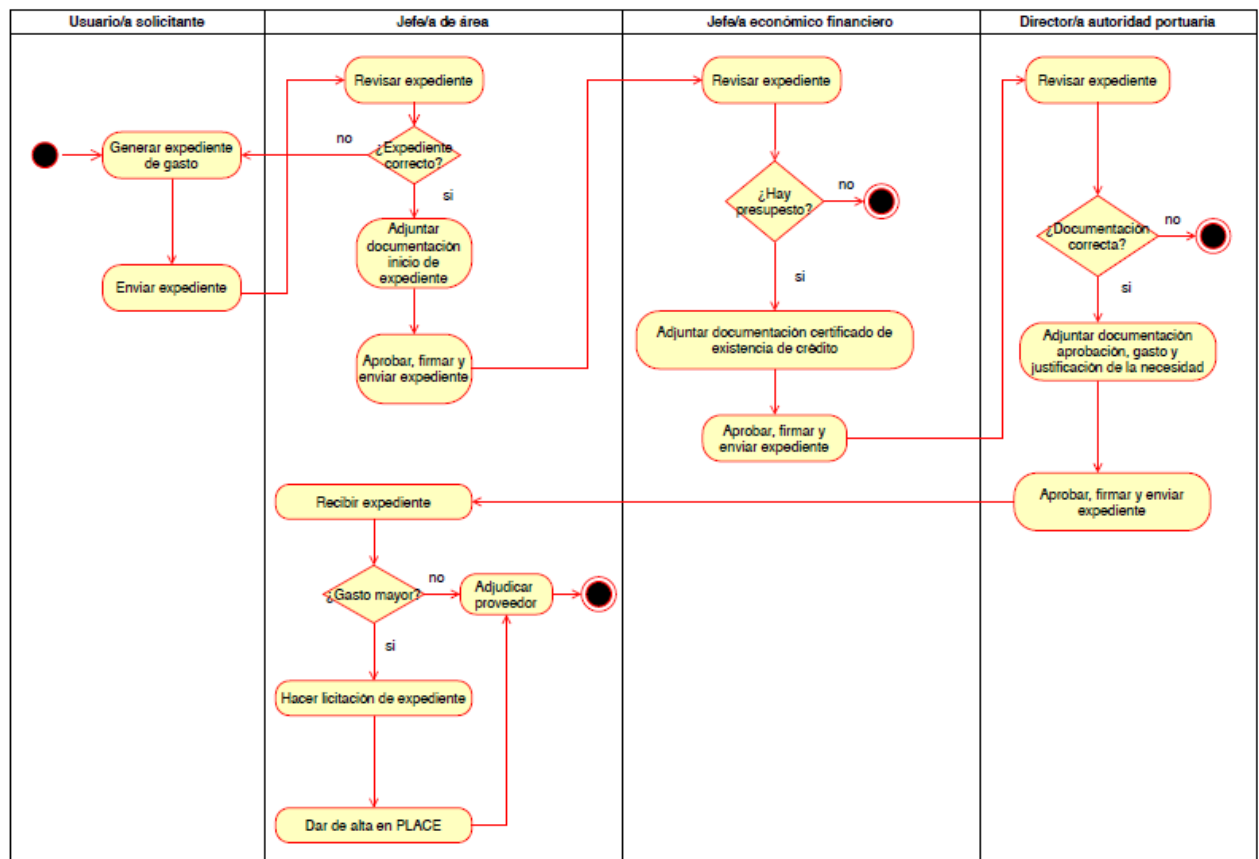 Usuario/a solicitante
Jefe/a de área
Jefe/a económico financiero
Director/a autoridad portuaria
Generar expediente
de gasto
Enviar expediente
Revisar expediente
¿Expediente
correcto?
no
si
Adjuntar
documentación
inicio de
expediente
Aprobar, firmar y
enviar expediente
Revisar expediente
¿Hay
presupesto?
no
si
Adjuntar documentación certificado de
existencia de crédito
Aprobar, firmar y
enviar expediente
Revisar expediente
¿Documentación
correcta?
no
si
Adjuntar documentación
aprobación, gasto y
justificación de la necesidad
Aprobar, firmar y enviar
expediente
Recibir expediente
¿Gasto mayor?
no
Adjudicar
proveedor
si
Hacer licitación de expediente
Dar de alta en PLACE